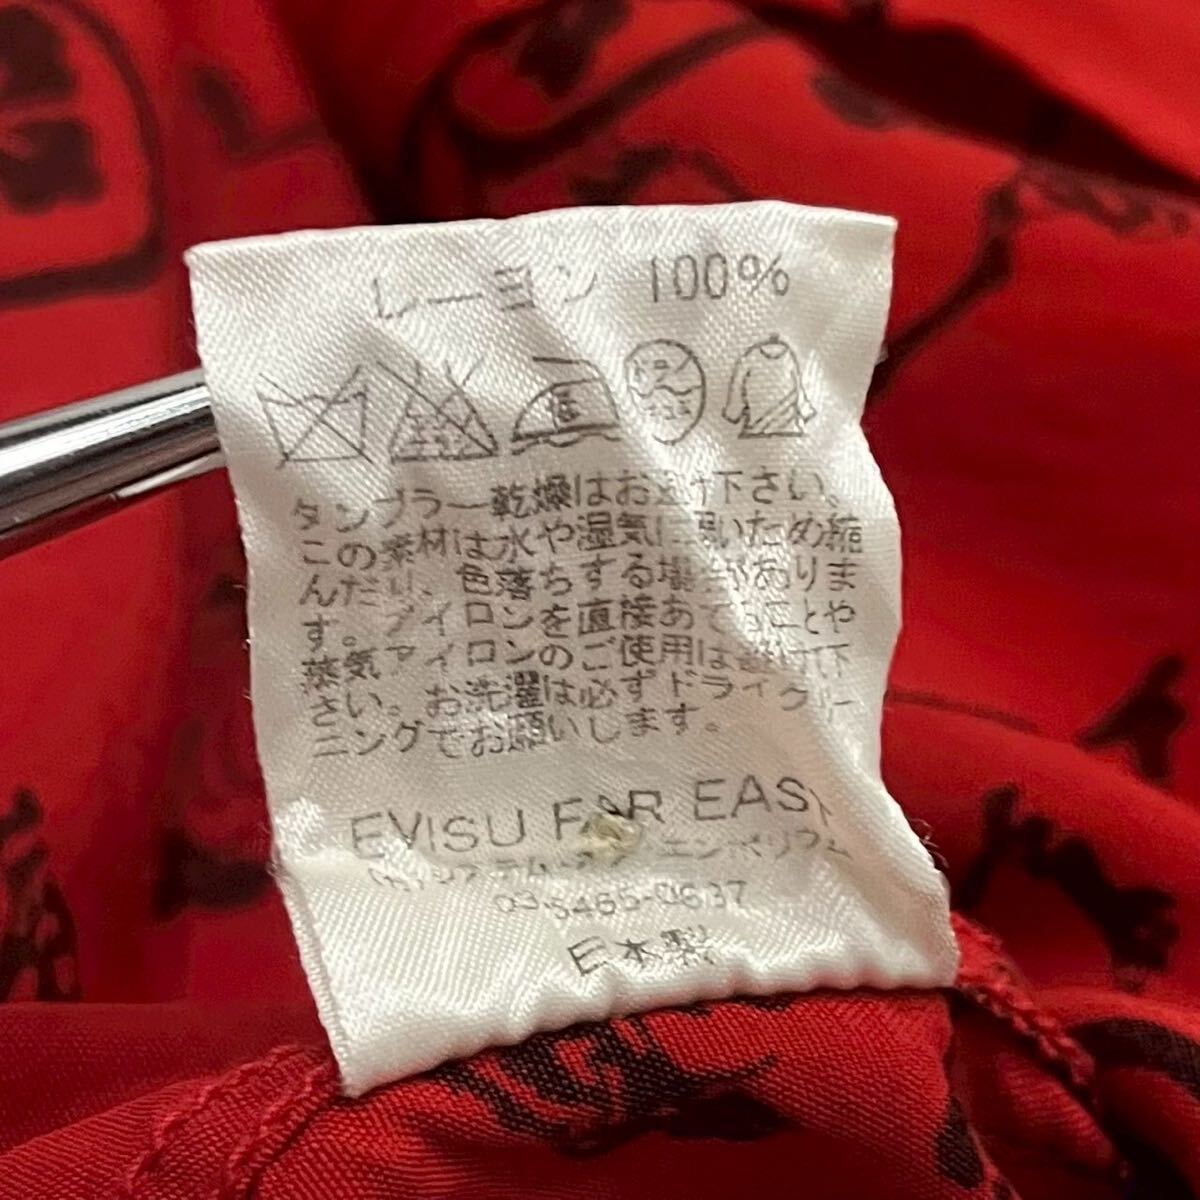 レーヨン 100%
タンブラー乾燥はお避け下さい。
この素材は水や湿気に弱いため縮
んだり、色落ちする場合がありま
す。アイロンを直接あてることや
蒸気アイロンのご使用は避け下
さい。お洗濯は必ずドライクリー
ニングでお願いします。
EVISU FAR EAST
03-5465-0637
日本製